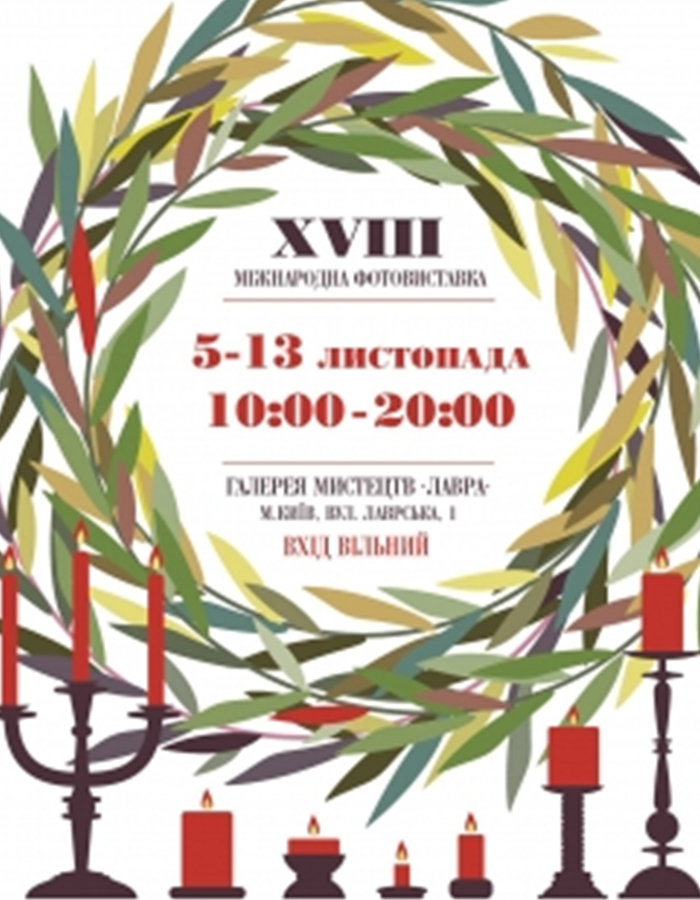 XVIII
МІЖНАРОДНА ФОТОВИСТАВКА
5-13 ЛИСТОПАДА
10:00-20:00
ГАЛЕРЕЯ МИСТЕЦТВ «ЛАВРА»
М.КИЇВ, ВУЛ. ЛАВРСЬКА, 1
ВХІД ВІЛЬНИЙ